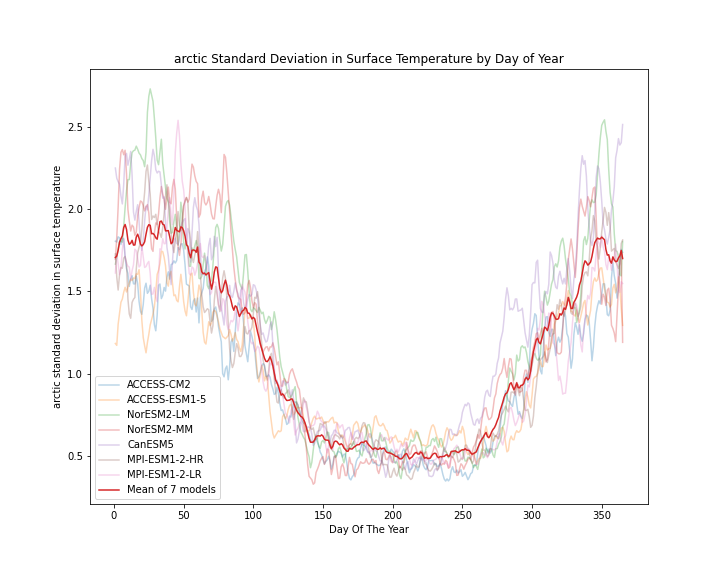 arctic Standard Deviation in Surface Temperature by Day of Year
arctic standard deviation in surface temperature
2.5
2.0
1.5
1.0
0.5
ACCESS-CM2
ACCESS-ESM1-5
NorESM2-LM
NorESM2-MM
CanESM5
MPI-ESM1-2-HR
MPI-ESM1-2-LR
Mean of 7 models
0 50 100 150 200 250 300 350
Day Of The Year